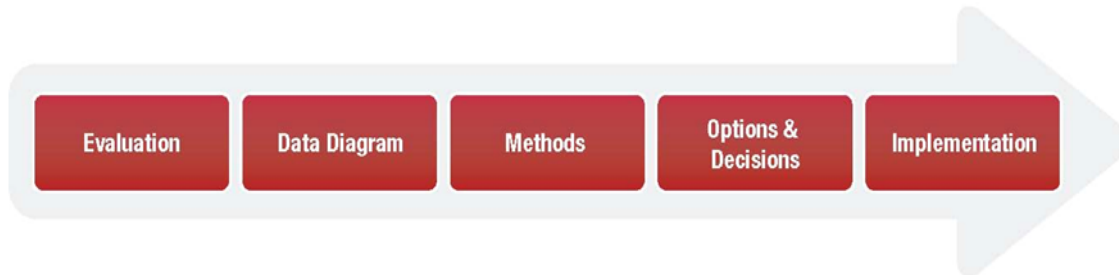 Evaluation
Data Diagram
Methods
Options &
Decisions
Implementation